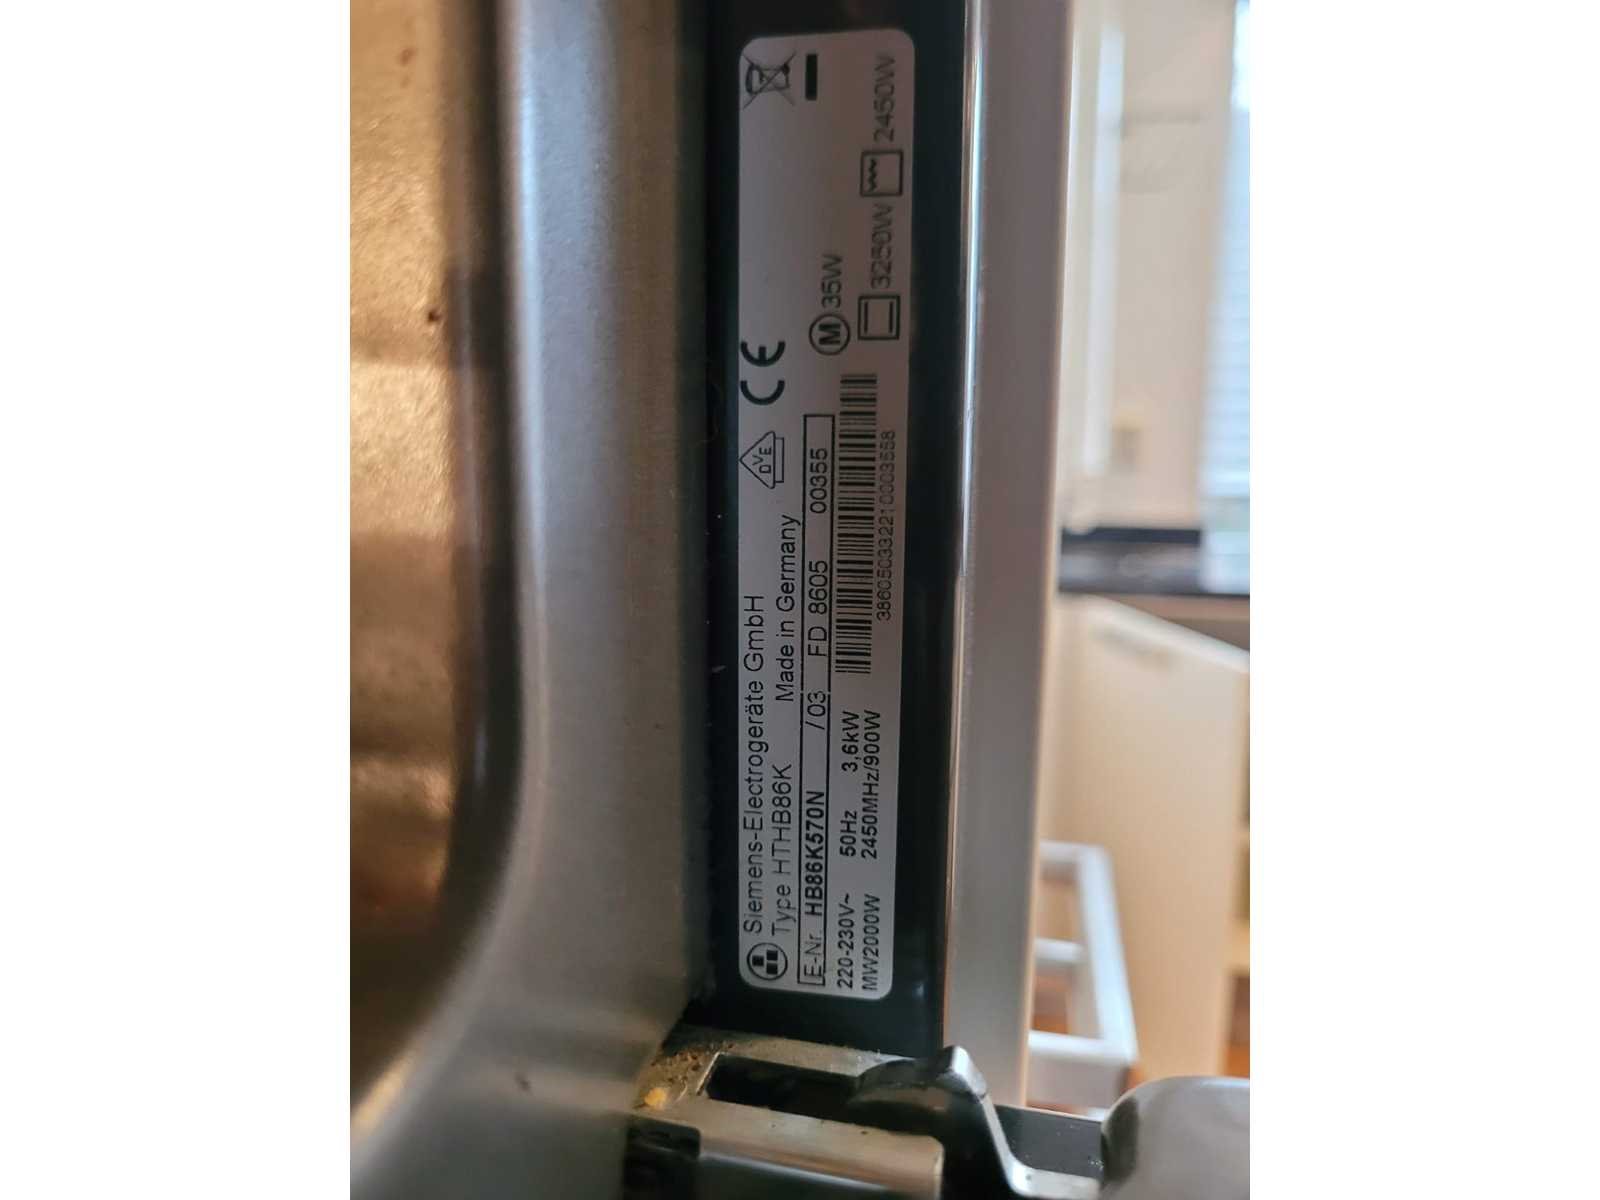 Siemens-Electrogeräte GmbH
Type HTHB86K Made in Germany
DVE
CE
E-Nr. HB86K570N /03 FD 8605 00355
220-230V~ 50Hz 3,6kW
MW2000W 2450MHz/900W
386050332210003558
M 35W
3250W 2450W